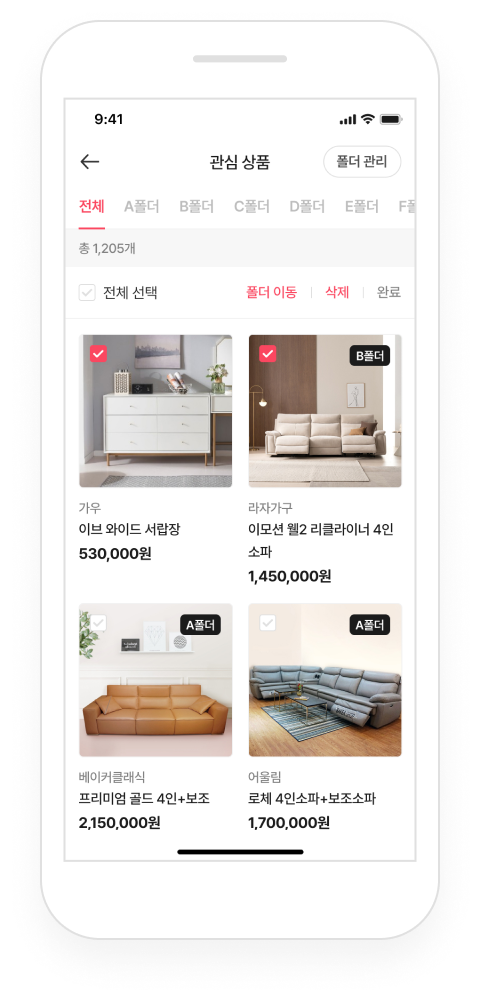 9:41
관심 상품
폴더 관리
전체 A폴더 B폴더 C폴더 D폴더 E폴더
총 1,205개
전체 선택
폴더 이동 삭제 완료
B폴더
가우
이브 와이드 서랍장
530,000원
라자가구
이모션 웰2 리클라이너 4인
소파
1,450,000원
A폴더
A폴더
베이커클래식
프리미엄 골드 4인+보조
2,150,000원
어울림
로체 4인소파+보조소파
1,700,000원